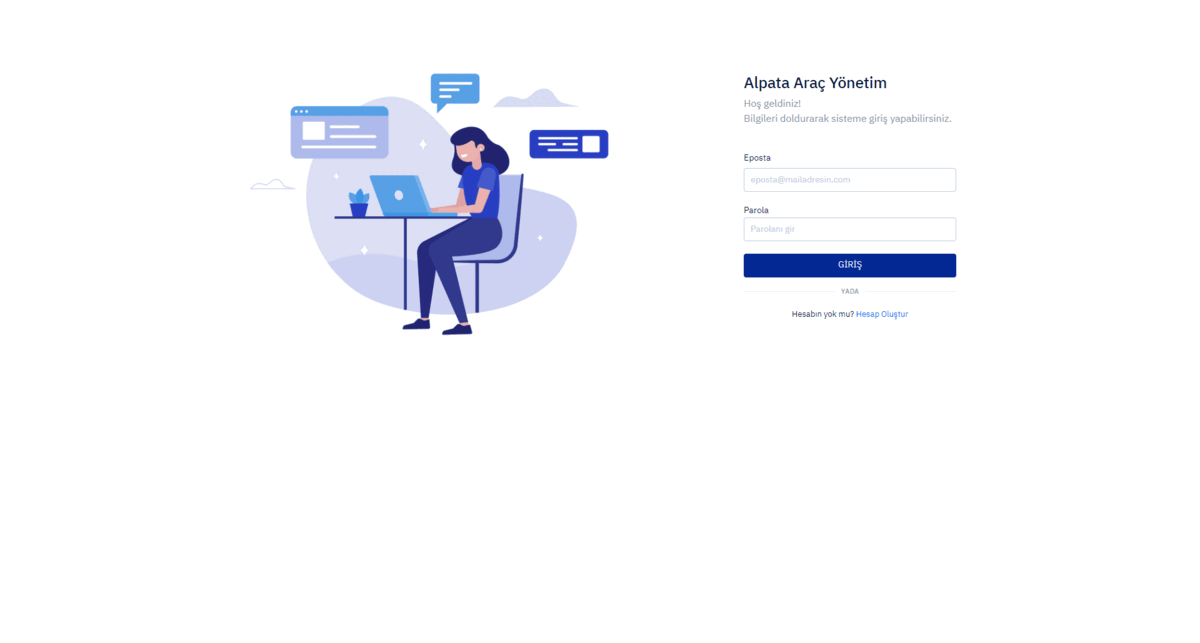 Alpata Araç Yönetim
Hoş geldiniz!
Bilgileri doldurarak sisteme giriş yapabilirsiniz.
Eposta
eposta@mailadresin.com
Parola
Parolanı gir
GİRİŞ
YADA
Hesabın yok mu? Hesap Oluştur